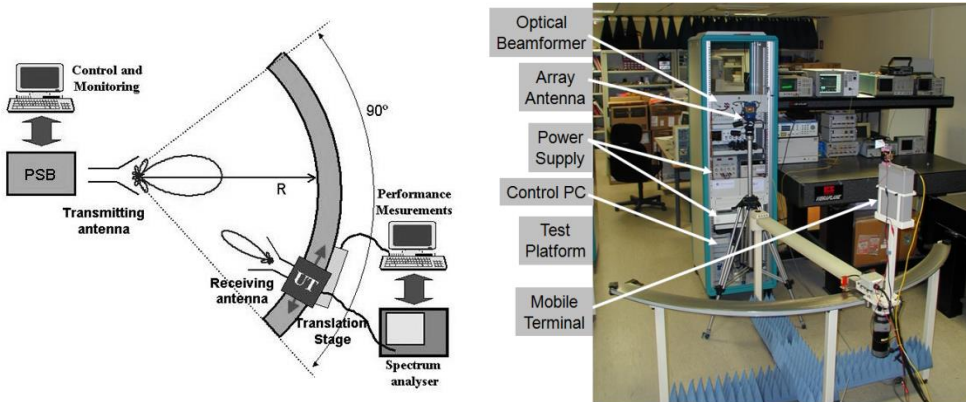 Control and
Monitoring
PSB
Transmitting
antenna
R
90º
Performance
Mesurements
Receiving
antenna
UT
Translation
Stage
Spectrum
analyser
Optical
Beamformer
Array
Antenna
Power
Supply
Control PC
Test
Platform
Mobile
Terminal